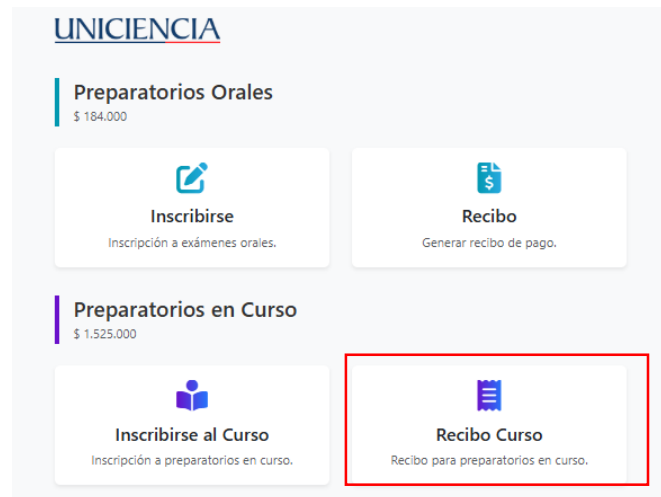 UNICIENCIA
Preparatorios Orales
$ 184.000
Inscribirse
Inscripción a exámenes orales.
$
Recibo
Generar recibo de pago.
Preparatorios en Curso
$ 1.525.000
Inscribirse al Curso
Inscripción a preparatorios en curso.
Recibo Curso
Recibo para preparatorios en curso.